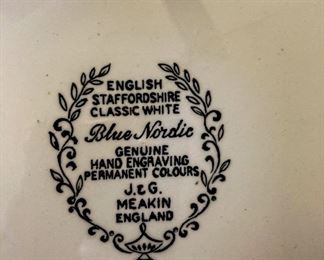 ENGLISH
STAFFORDSHIRE
CLASSIC WHITE
Blue Nordic
GENUINE
HAND ENGRAVING
PERMANENT COLOURS
J. & G.
MEAKIN
ENGLAND